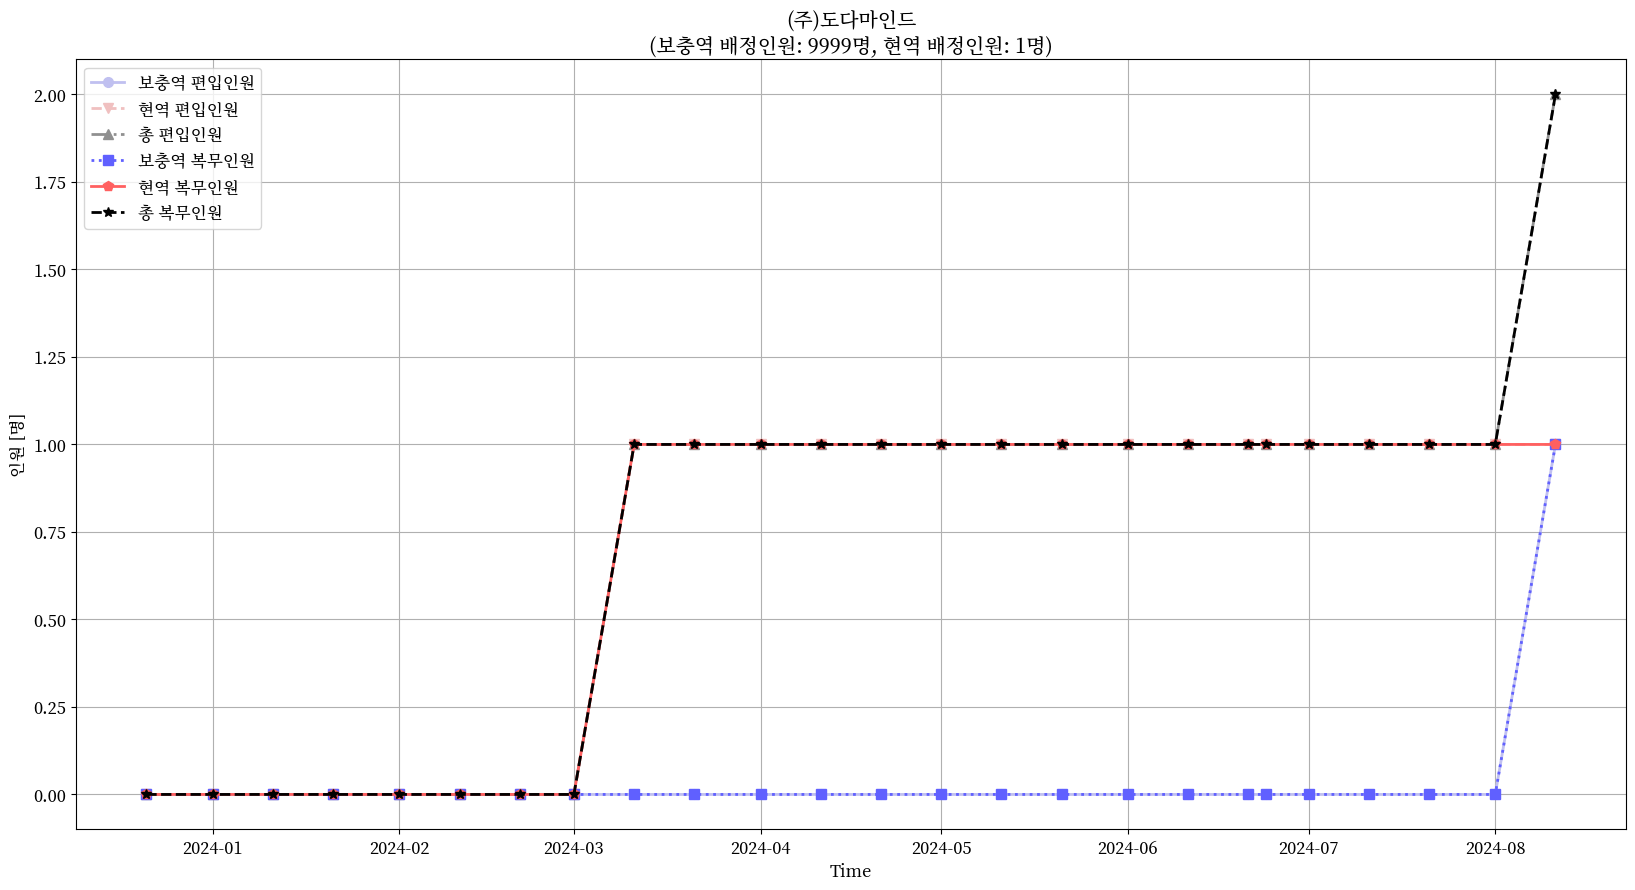 (주)도다마인드
(보충역 배정인원: 9999명, 현역 배정인원: 1명)
보충역 편입인원
현역 편입인원
총 편입인원
보충역 복무인원
현역 복무인원
총 복무인원
2.00
1.75
1.50
1.25
1.00
0.75
0.50
0.25
0.00
인원 [명]
2024-01 2024-02 2024-03 2024-04 2024-05 2024-06 2024-07 2024-08
Time